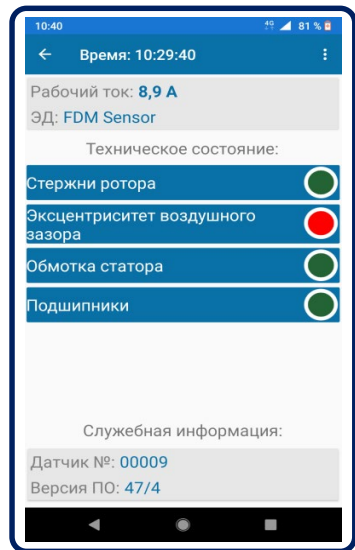 10:40 4G 81 %
Время: 10:29:40
Рабочий ток: 8,9 А
ЭД: FDM Sensor
Техническое состояние:
Стержни ротора
Эксцентриситет воздушного
зазора
Обмотка статора
Подшипники
Служебная информация:
Датчик №: 00009
Версия ПО: 47/4